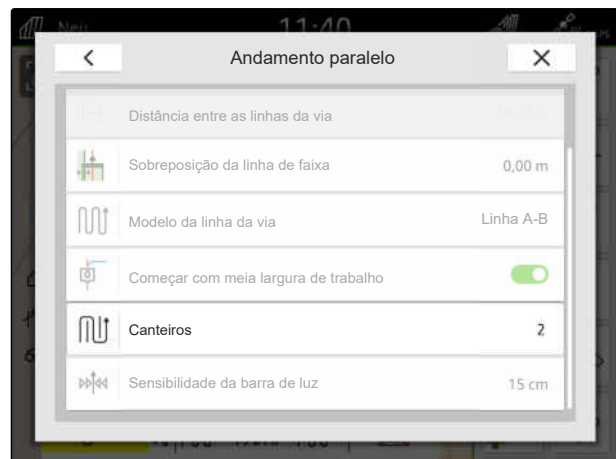 Neu 11:40
Andamento paralelo
Distância entre as linhas da via
Sobreposição da linha de faixa 0,00 m
Modelo da linha da via Linha A-B
Começar com meia largura de trabalho
Canteiros 2
Sensibilidade da barra de luz 15 cm